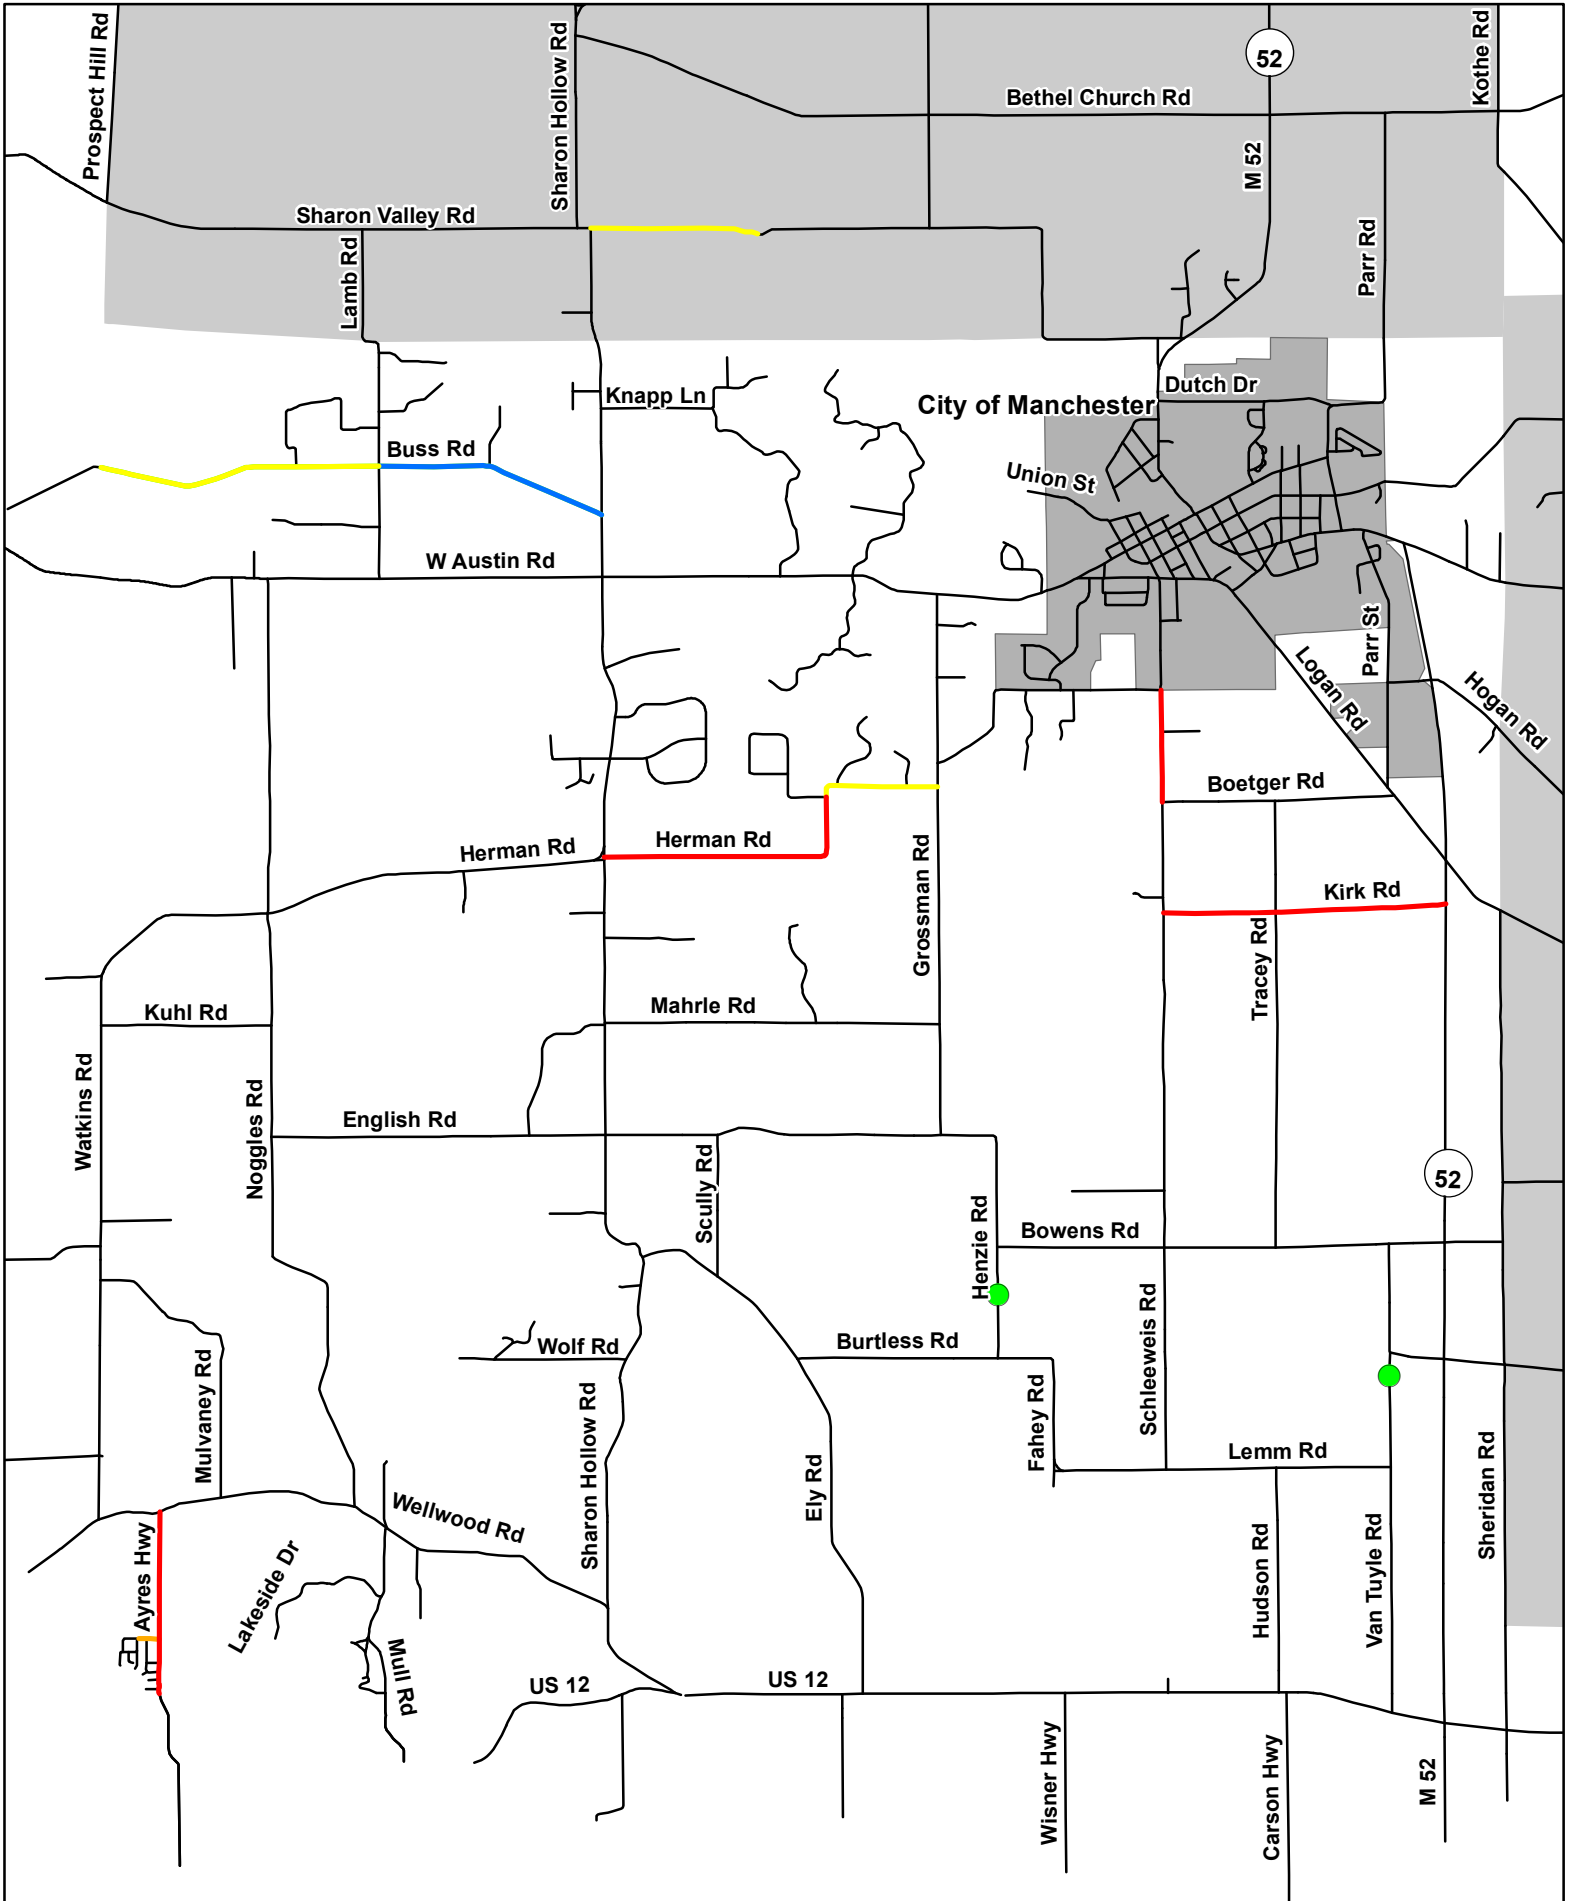 Prospect Hill Rd
Sharon Hollow Rd
52
Kothe Rd
Bethel Church Rd
M 52
Sharon Valley Rd
Lamb Rd
Parr Rd
Knapp Ln
Dutch Dr
City of Manchester
Buss Rd
Union St
W Austin Rd
Parr St
Logan Rd
Hogan Rd
Boetger Rd
Herman Rd
Herman Rd
Grossman Rd
Kirk Rd
Tracey Rd
Kuhl Rd
Mahrle Rd
Watkins Rd
Noggles Rd
English Rd
Scully Rd
52
Henzie Rd
Bowens Rd
Schleeweis Rd
Wolf Rd
Burtless Rd
Mulvaney Rd
Sharon Hollow Rd
Fahey Rd
Ely Rd
Lemm Rd
Sheridan Rd
Wellwood Rd
Ayres Hwy
Lakeside Dr
Hudson Rd
Van Tuyle Rd
Mull Rd
US 12
US 12
Wisner Hwy
Carson Hwy
M 52